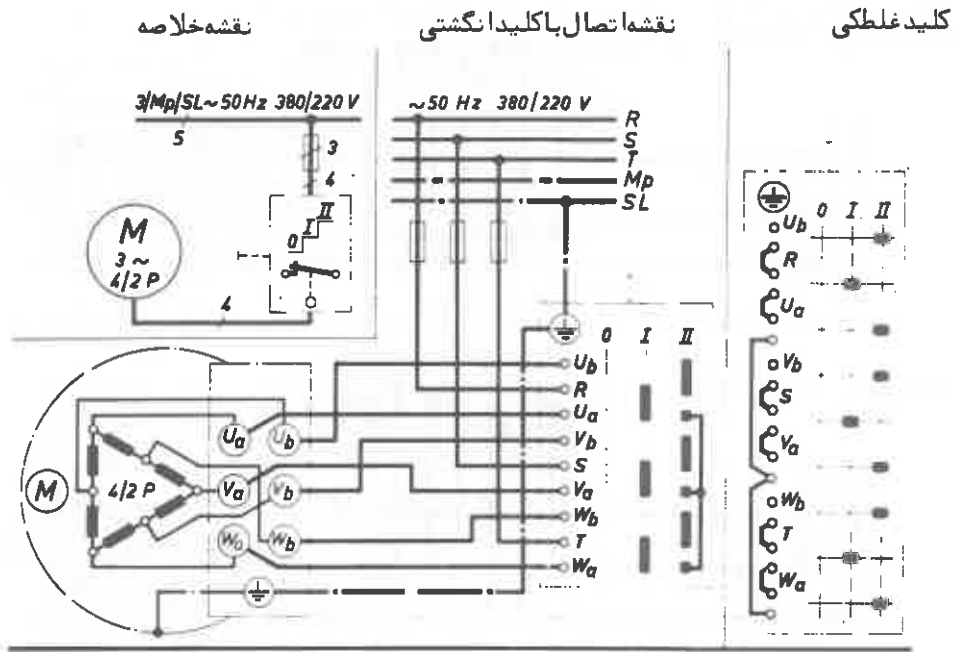 کلید غلطکی
نقشه اتصال با کلید انگشتی
نقشه خلاصه
3/Mp/SL~50Hz 380/220 V
5
3
4
0 I II
M
3~
4/2 P
4
~50 Hz 380/220 V
R
S
T
Mp
SL
0 I II
Ub
R
Ua
Vb
S
Va
Wb
T
Wa
Ua Ub
Va Vb
Wa Wb
M
4/2 P
0 I II
Ub
R
Ua
Vb
S
Va
Wb
T
Wa